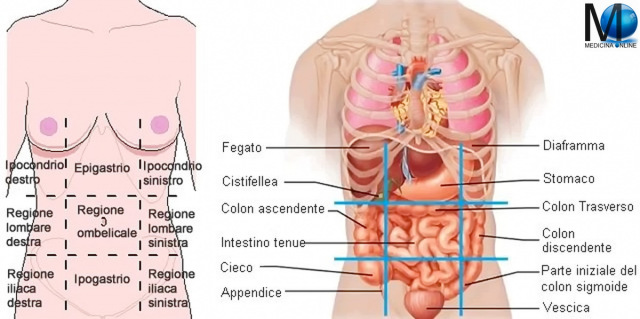 MD
MEDICINA ONLINE
Ipocondrio
destro
Epigastrio
Ipocondrio
sinistro
Regione
lombare
destra
Regione
ombelicale
Regione
lombare
sinistra
Regione
iliaca
destra
Ipogastrio
Regione
iliaca
sinistra
Fegato
Cistifellea
Colon ascendente
Intestino tenue
Cieco
Appendice
Diaframma
Stomaco
Colon Trasverso
Colon
discendente
Parte iniziale del
colon sigmoide
Vescica